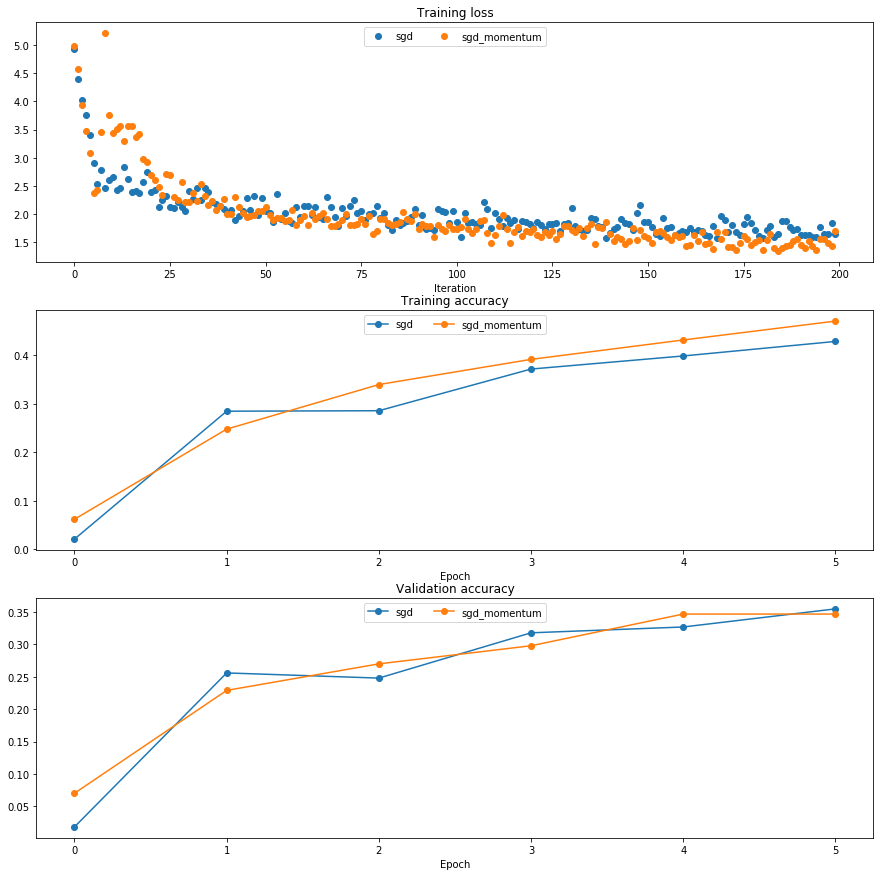 Training loss
sgd sgd_momentum
5.0
4.5
4.0
3.5
3.0
2.5
2.0
1.5
0 25 50 75 100 125 150 175 200
Iteration
Training accuracy
sgd sgd_momentum
0.4
0.3
0.2
0.1
0.0
0 1 2 3 4 5
Epoch
Validation accuracy
sgd sgd_momentum
0.35
0.30
0.25
0.20
0.15
0.10
0.05
0 1 2 3 4 5
Epoch